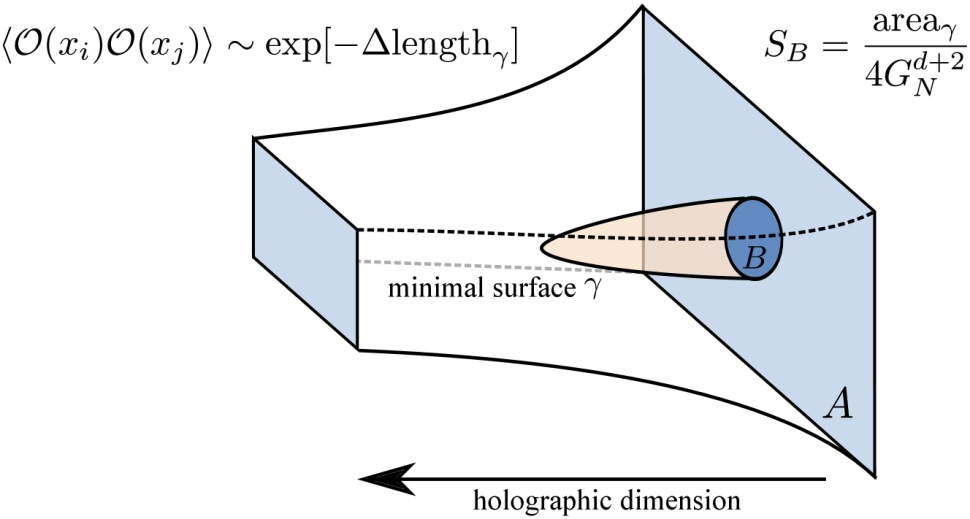 ⟨𝒪(x_i)𝒪(x_j)⟩ ∼ exp[−Δlength_γ]
S_B = area_γ / 4G_N^{d+2}
B
minimal surface γ
A
holographic dimension